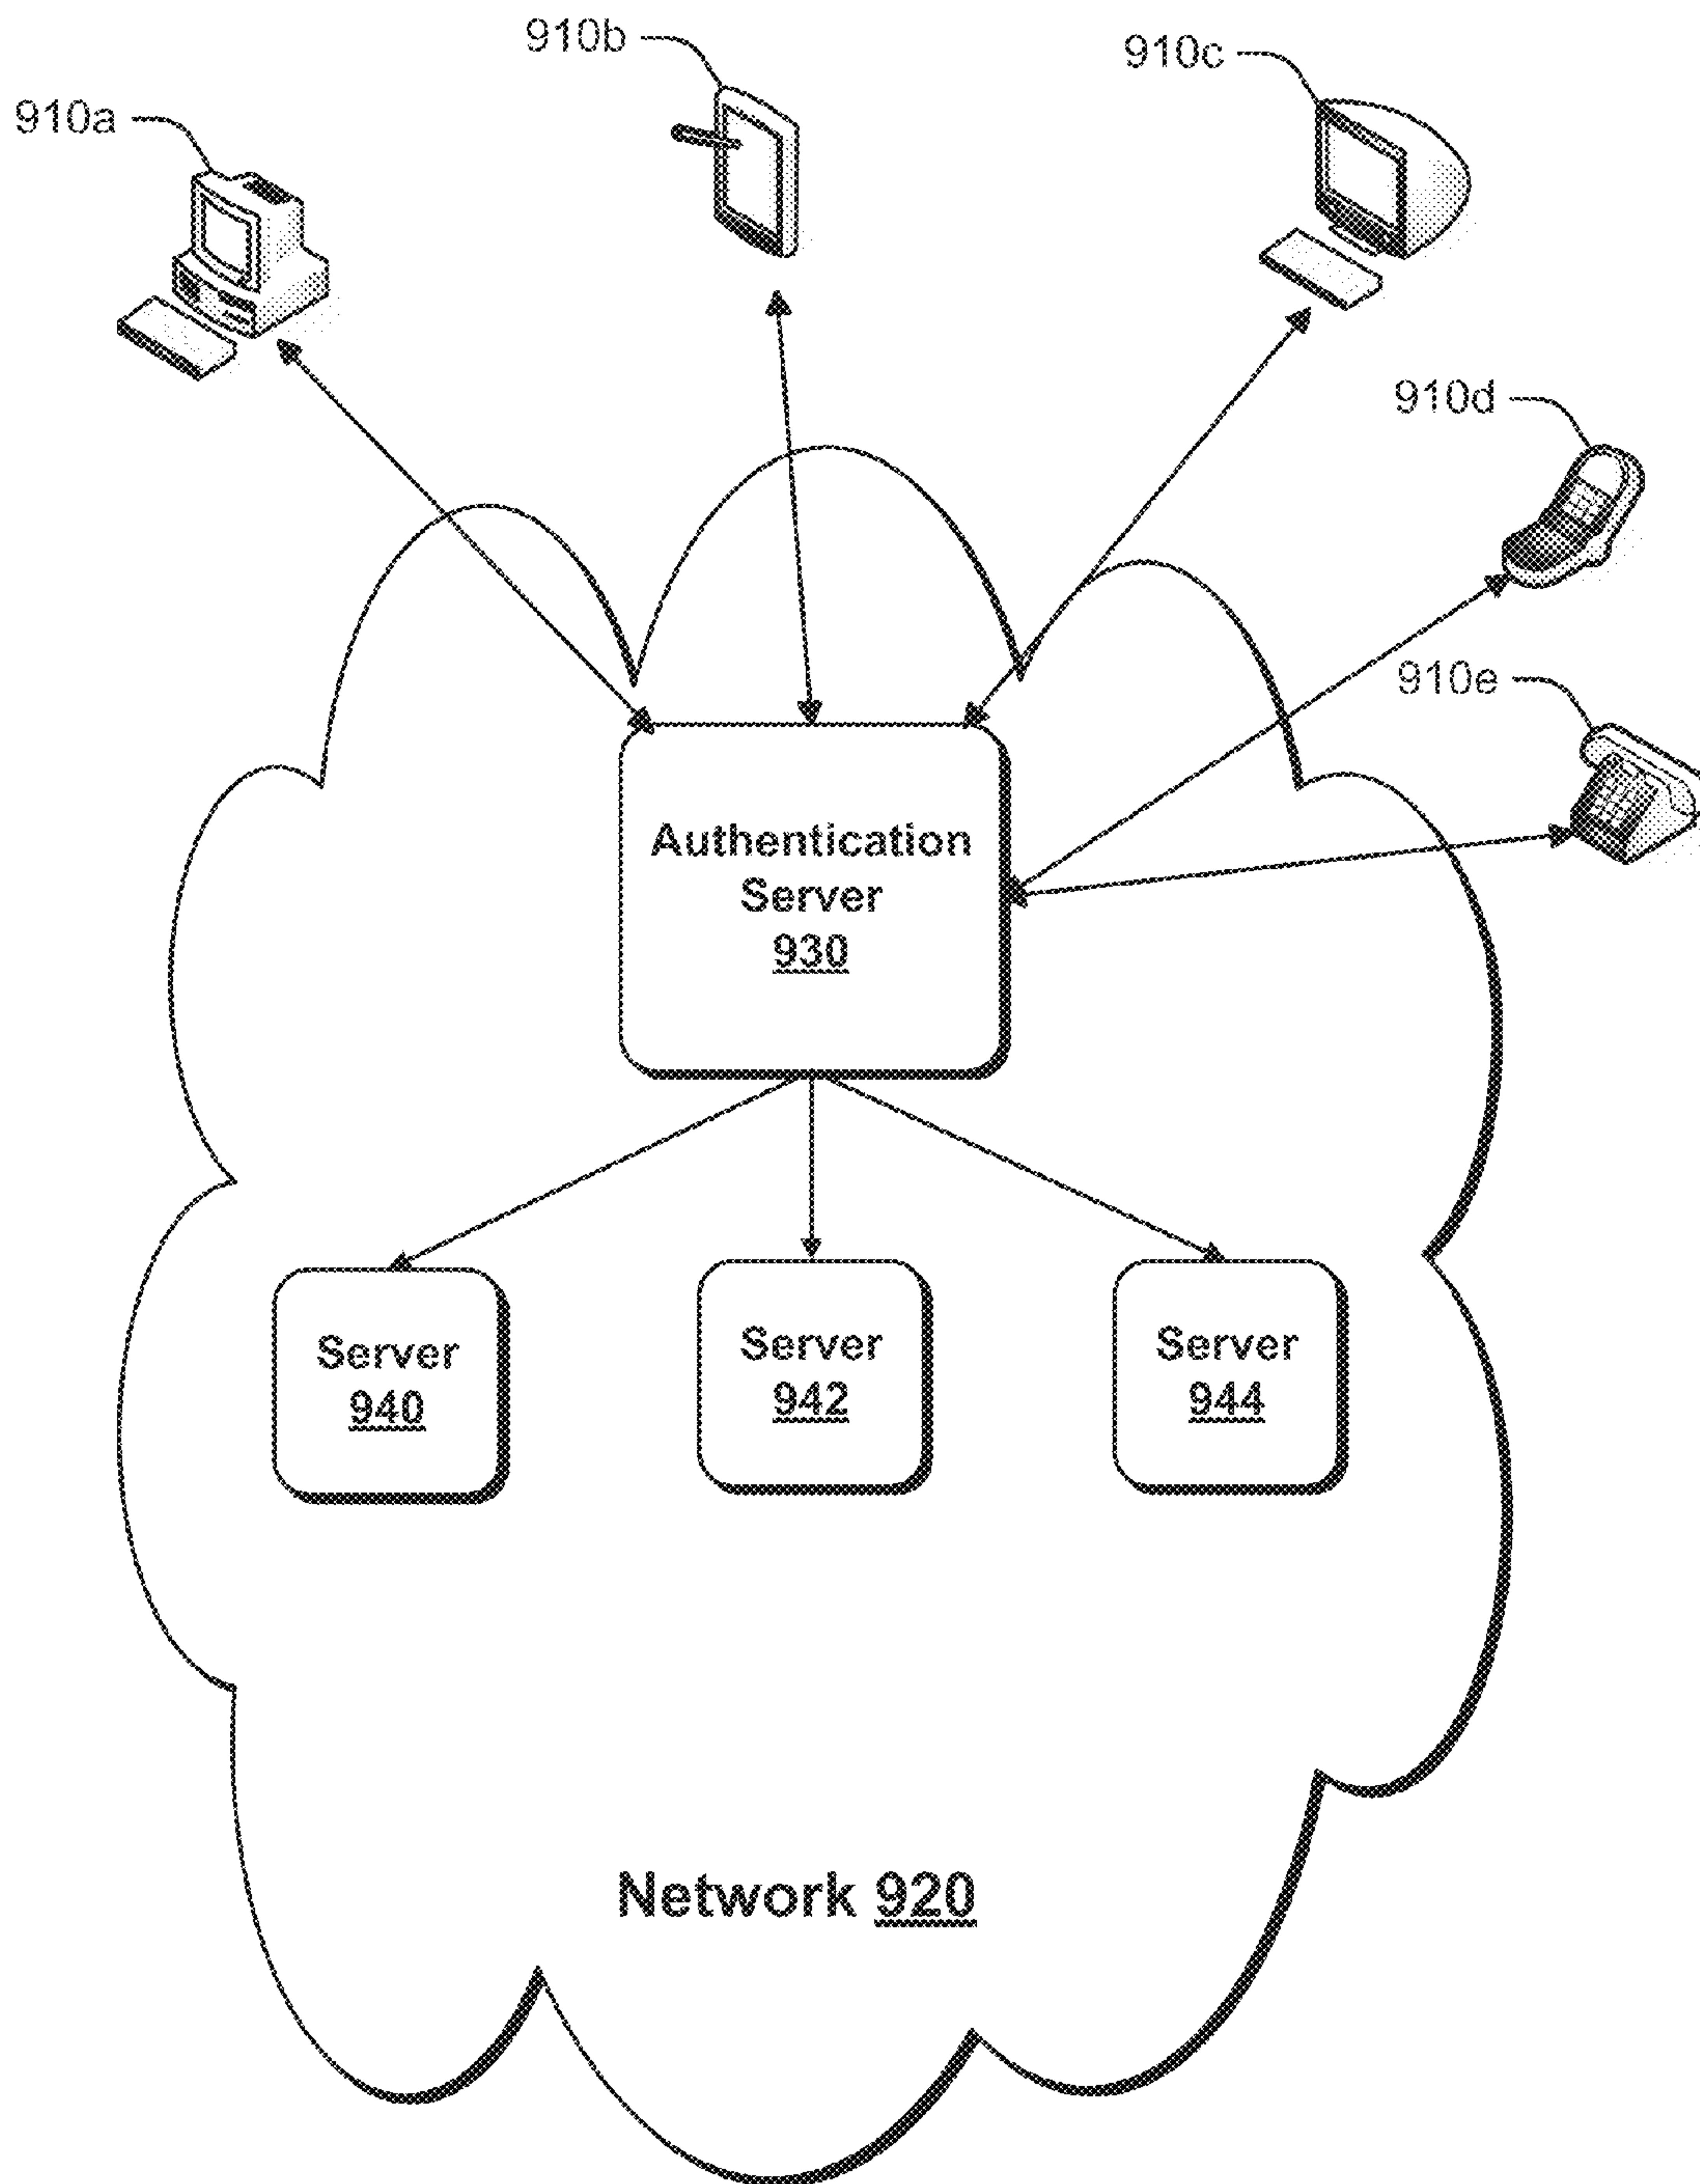 910b
910c
910a
910d
910e
Authentication
Server
930
Server
940
Server
942
Server
944
Network 920